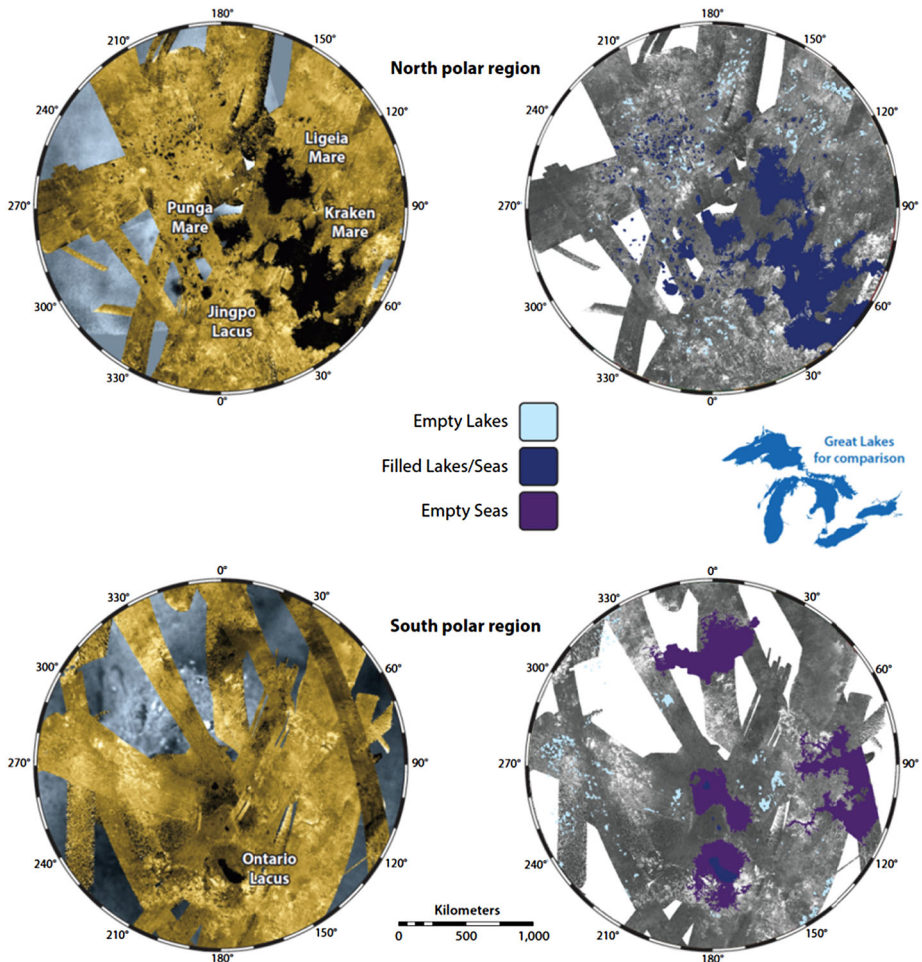 180°
210°
150°
240°
120°
270°
90°
300°
60°
330°
30°
0°
Ligeia
Mare
Punga
Mare
Kraken
Mare
Jingpo
Lacus
North polar region
180°
210°
150°
240°
120°
270°
90°
300°
60°
330°
30°
0°
Empty Lakes
Filled Lakes/Seas
Empty Seas
Great Lakes
for comparison
0°
330°
30°
300°
60°
270°
90°
240°
120°
210°
150°
180°
Ontario
Lacus
South polar region
0°
330°
30°
300°
60°
270°
90°
240°
120°
210°
150°
180°
Kilometers
0 500 1,000